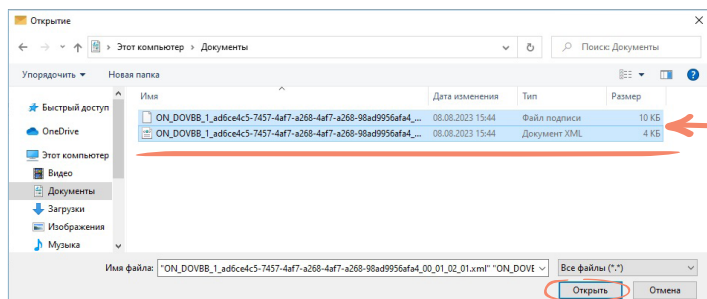 Открытие
Этот компьютер › Документы
Поиск: Документы
Упорядочить Новая папка
Имя Дата изменения Тип Размер
ON_DOVBB_1_ad6ce4c5-7457-4af7-a268-4af7-a268-98ad9956afa4_... 08.08.2023 15:44 Файл подписи 10 КБ
ON_DOVBB_1_ad6ce4c5-7457-4af7-a268-4af7-a268-98ad9956afa4_... 08.08.2023 15:44 Документ XML 4 КБ
Быстрый доступ
OneDrive
Этот компьютер
Видео
Документы
Загрузки
Изображения
Музыка
Имя файла: "ON_DOVBB_1_ad6ce4c5-7457-4af7-a268-4af7-a268-98ad9956afa4_00_01_02_01.xml" "ON_DOVE Все файлы (*.*)
Открыть Отмена